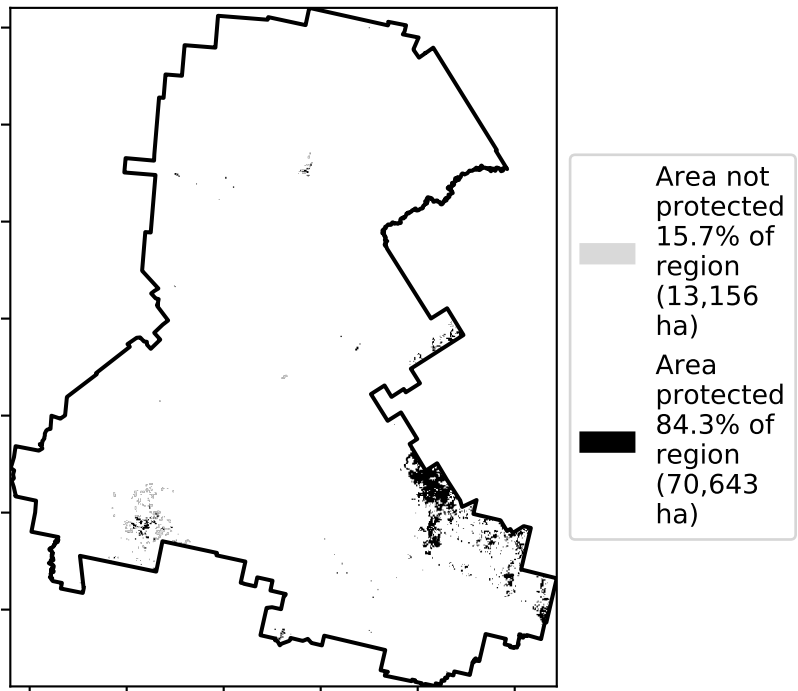 Area not
protected
15.7% of
region
(13,156
ha)
Area
protected
84.3% of
region
(70,643
ha)